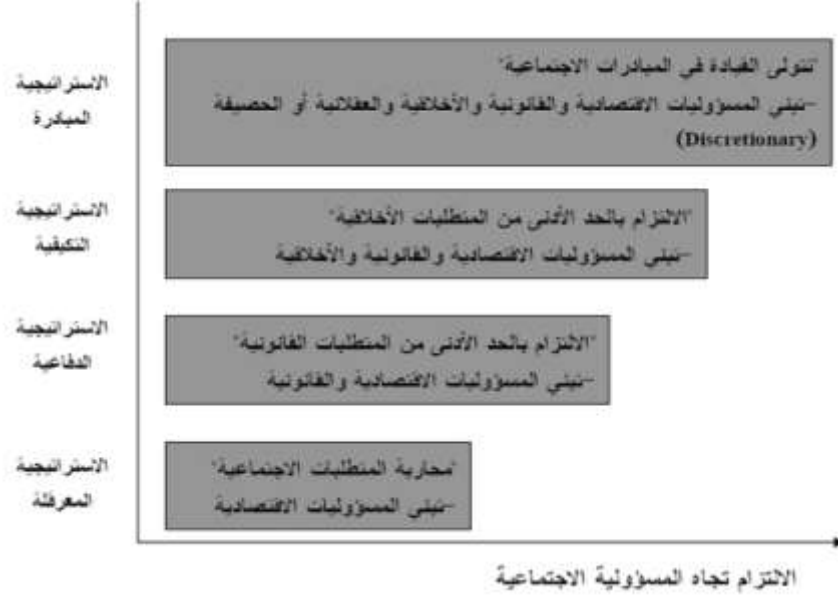 الاستراتيجية
المبادرة
"تتولى القيادة في المبادرات الاجتماعية"
-تبني المسؤوليات الاقتصادية والقانونية والأخلاقية والعقلانية أو الحصيفة
(Discretionary)
الاستراتيجية
التكيفية
"الالتزام بالحد الأدنى من المتطلبات الأخلاقية"
-تبني المسؤوليات الاقتصادية والقانونية والأخلاقية
الاستراتيجية
الدفاعية
"الالتزام بالحد الأدنى من المتطلبات القانونية"
-تبني المسؤوليات الاقتصادية والقانونية
الاستراتيجية
المعرقلة
"محاربة المتطلبات الاجتماعية"
-تبني المسؤوليات الاقتصادية
الالتزام تجاه المسؤولية الاجتماعية